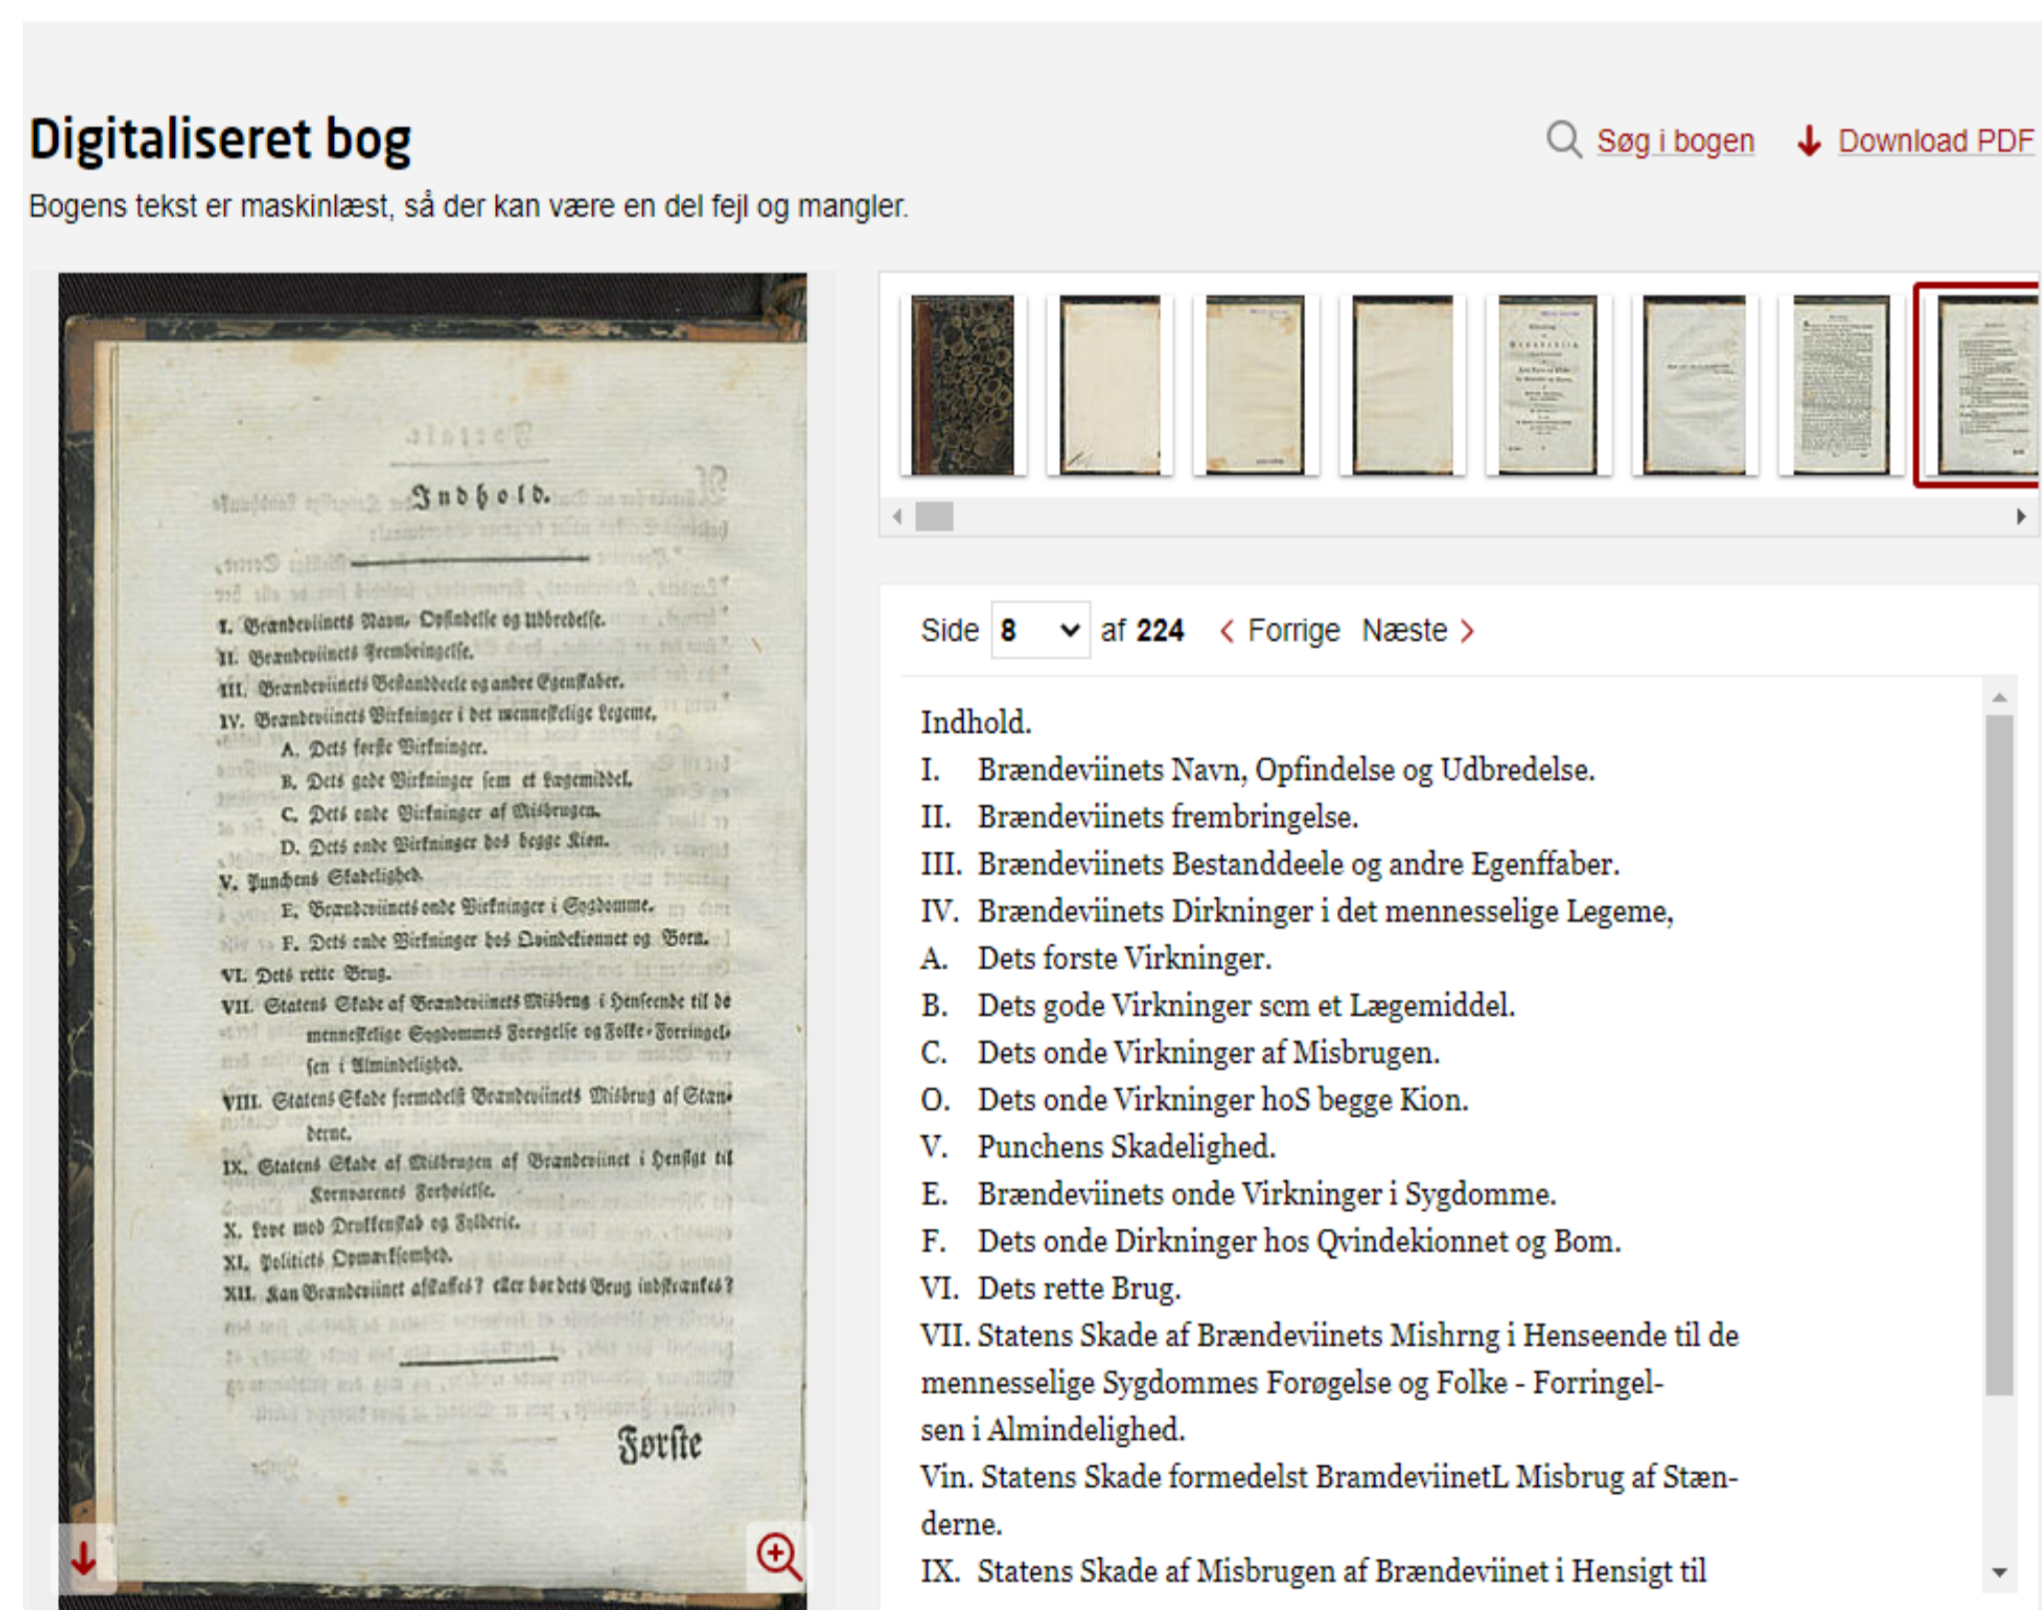 Digitaliseret bog
Søg i bogen
Download PDF
Bogens tekst er maskinlæst, så der kan være en del fejl og mangler.
Indhold.
I. Brændeviinets Navn, Opfindelse og Udbredelse.
II. Brændeviinets Frembringelse.
III. Brændeviinets Bestanddeele og andre Egenskaber.
IV. Brændeviinets Virkninger i det menneskelige Legeme,
A. Dets første Virkninger.
B. Dets gode Virkninger som et Lægemiddel.
C. Dets onde Virkninger af Misbrugen.
D. Dets onde Virkninger hos begge Kiøn.
V. Punchens Skadelighed.
E. Brændeviinets onde Virkninger i Sygdomme.
F. Dets onde Virkninger hos Qvindekiønnet og Børn.
VI. Dets rette Brug.
VII. Statens Skade af Brændeviinets Misbrug i Henseende til de
menneskelige Sygdommes Forøgelse og Folke-Forringel-
sen i Almindelighed.
VIII. Statens Skade formedelst Brændeviinets Misbrug af Stæn-
derne.
IX. Statens Skade af Misbrugen af Brændeviinet i Hensigt til
Kornvarenes Forhøielse.
X. Love mod Drukkenskab og Fylderie.
XI. Politiets Opmærksomhed.
XII. Kan Brændeviinet afskaffes? eller bør dets Brug indskrænkes?
Første
Side 8 af 224 Forrige Næste
Indhold.
I. Brændeviinets Navn, Opfindelse og Udbredelse.
II. Brændeviinets frembringelse.
III. Brændeviinets Bestanddeele og andre Egenffaber.
IV. Brændeviinets Dirkninger i det mennesselige Legeme,
A. Dets forste Virkninger.
B. Dets gode Virkninger scm et Lægemiddel.
C. Dets onde Virkninger af Misbrugen.
O. Dets onde Virkninger hoS begge Kion.
V. Punchens Skadelighed.
E. Brændeviinets onde Virkninger i Sygdomme.
F. Dets onde Dirkninger hos Qvindekionnet og Bom.
VI. Dets rette Brug.
VII. Statens Skade af Brændeviinets Mishrng i Henseende til de
mennesselige Sygdommes Forøgelse og Folke - Forringel-
sen i Almindelighed.
Vin. Statens Skade formedelst BramdeviinetL Misbrug af Stæn-
derne.
IX. Statens Skade af Misbrugen af Brændeviinet i Hensigt til